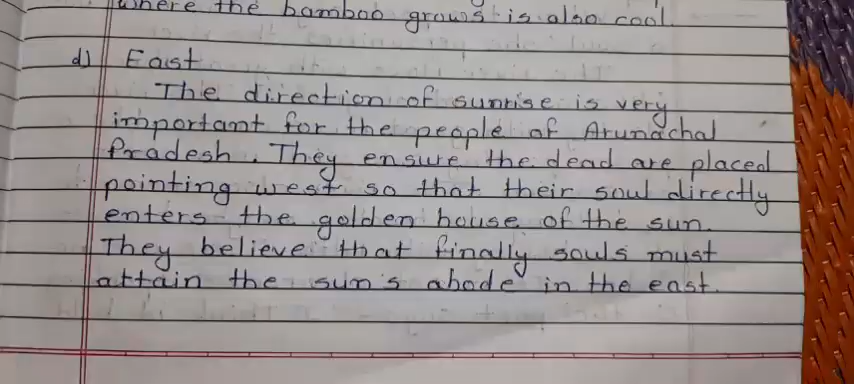 where the bamboo grows is also cool.
d) East
The direction of sunrise is very
important for the people of Arunachal
Pradesh. They ensure the dead are placed
pointing west so that their soul directly
enters the golden house of the sun.
They believe that finally souls must
attain the sun's abode in the east.